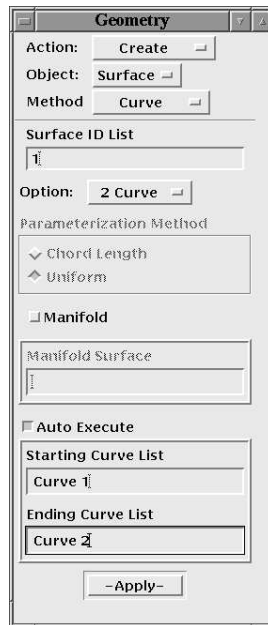 Geometry
Action: Create
Object: Surface
Method Curve
Surface ID List
1
Option: 2 Curve
Parameterization Method
Chord Length
Uniform
Manifold
Manifold Surface
Auto Execute
Starting Curve List
Curve 1
Ending Curve List
Curve 2
-Apply-